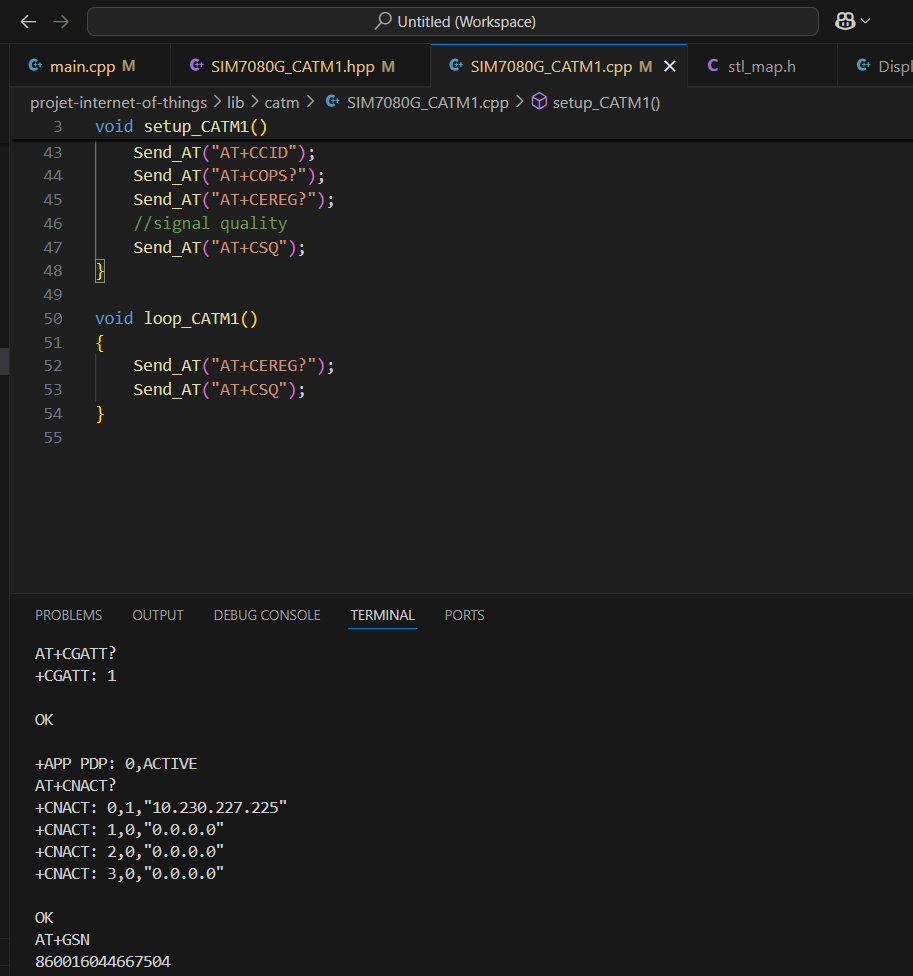 Untitled (Workspace)
main.cpp M SIM7080G_CATM1.hpp M SIM7080G_CATM1.cpp M stl_map.h Displ
projet-internet-of-things > lib > catm > SIM7080G_CATM1.cpp > setup_CATM1()
3 void setup_CATM1()
43 Send_AT("AT+CCID");
44 Send_AT("AT+COPS?");
45 Send_AT("AT+CEREG?");
46 //signal quality
47 Send_AT("AT+CSQ");
48 }
49
50 void loop_CATM1()
51 {
52 Send_AT("AT+CEREG?");
53 Send_AT("AT+CSQ");
54 }
55
PROBLEMS OUTPUT DEBUG CONSOLE TERMINAL PORTS
AT+CGATT?
+CGATT: 1
OK
+APP PDP: 0,ACTIVE
AT+CNACT?
+CNACT: 0,1,"10.230.227.225"
+CNACT: 1,0,"0.0.0.0"
+CNACT: 2,0,"0.0.0.0"
+CNACT: 3,0,"0.0.0.0"
OK
AT+GSN
860016044667504